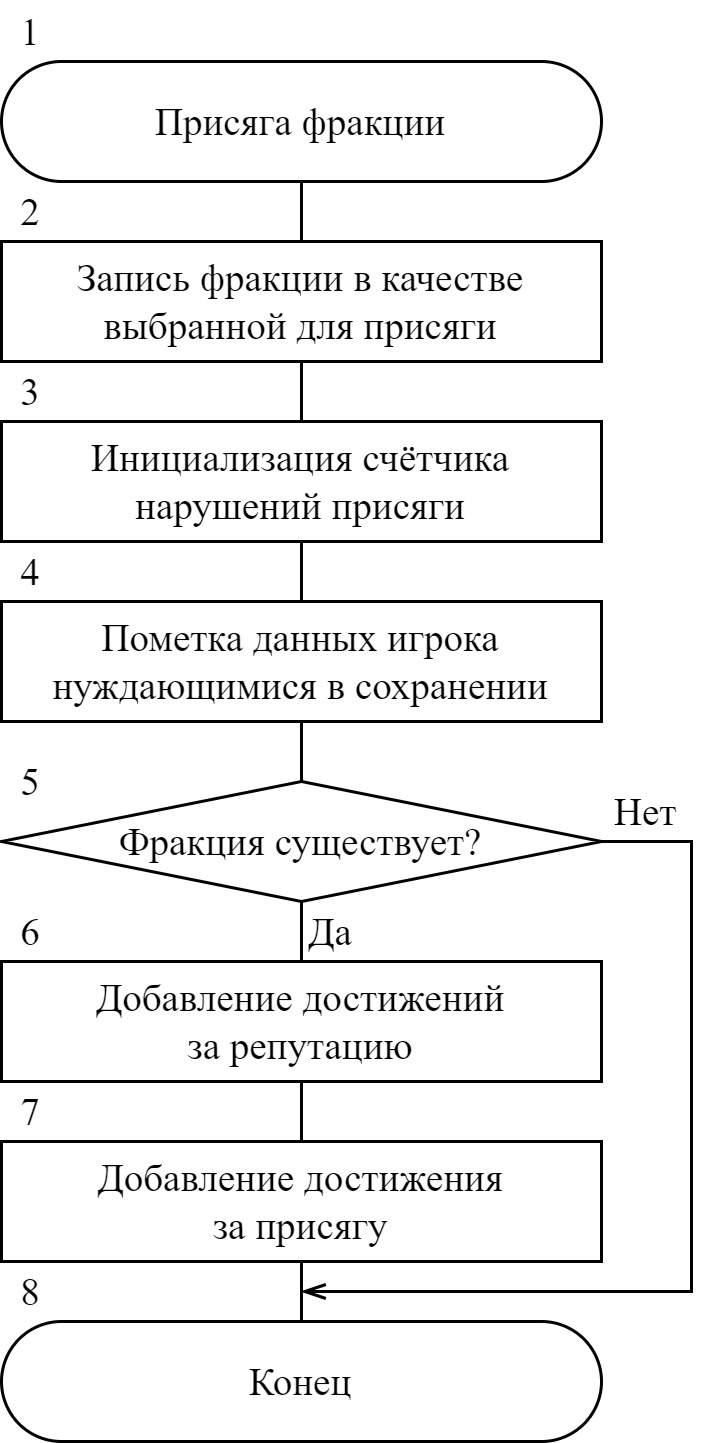 1
Присяга фракции
2
Запись фракции в качестве
выбранной для присяги
3
Инициализация счётчика
нарушений присяги
4
Пометка данных игрока
нуждающимися в сохранении
5
Нет
Фракция существует?
6
Да
Добавление достижений
за репутацию
7
Добавление достижения
за присягу
8
Конец